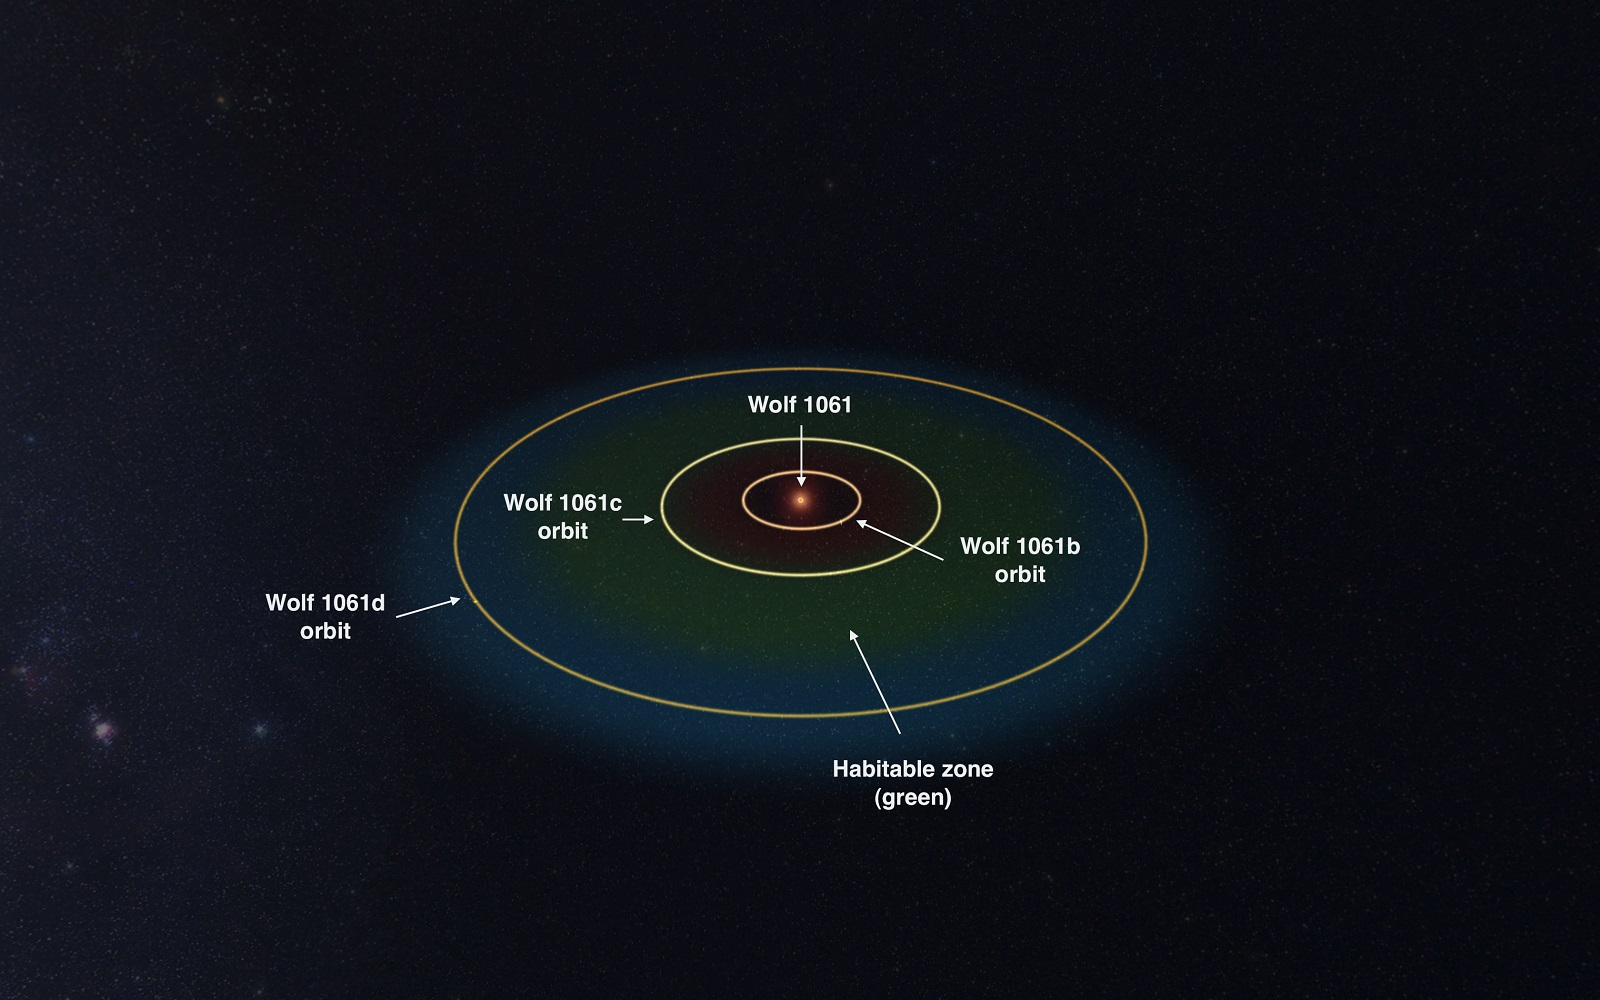 Wolf 1061
Wolf 1061c
orbit
Wolf 1061b
orbit
Wolf 1061d
orbit
Habitable zone
(green)